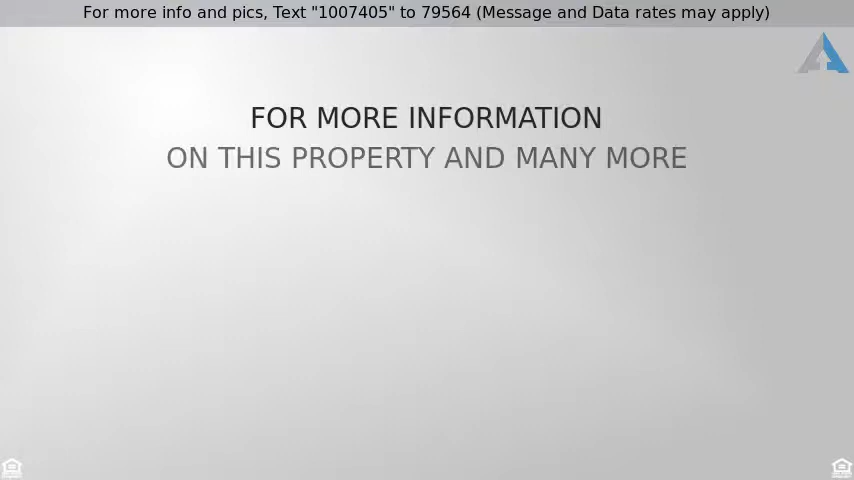 For more info and pics, Text "1007405" to 79564 (Message and Data rates may apply)
FOR MORE INFORMATION
ON THIS PROPERTY AND MANY MORE